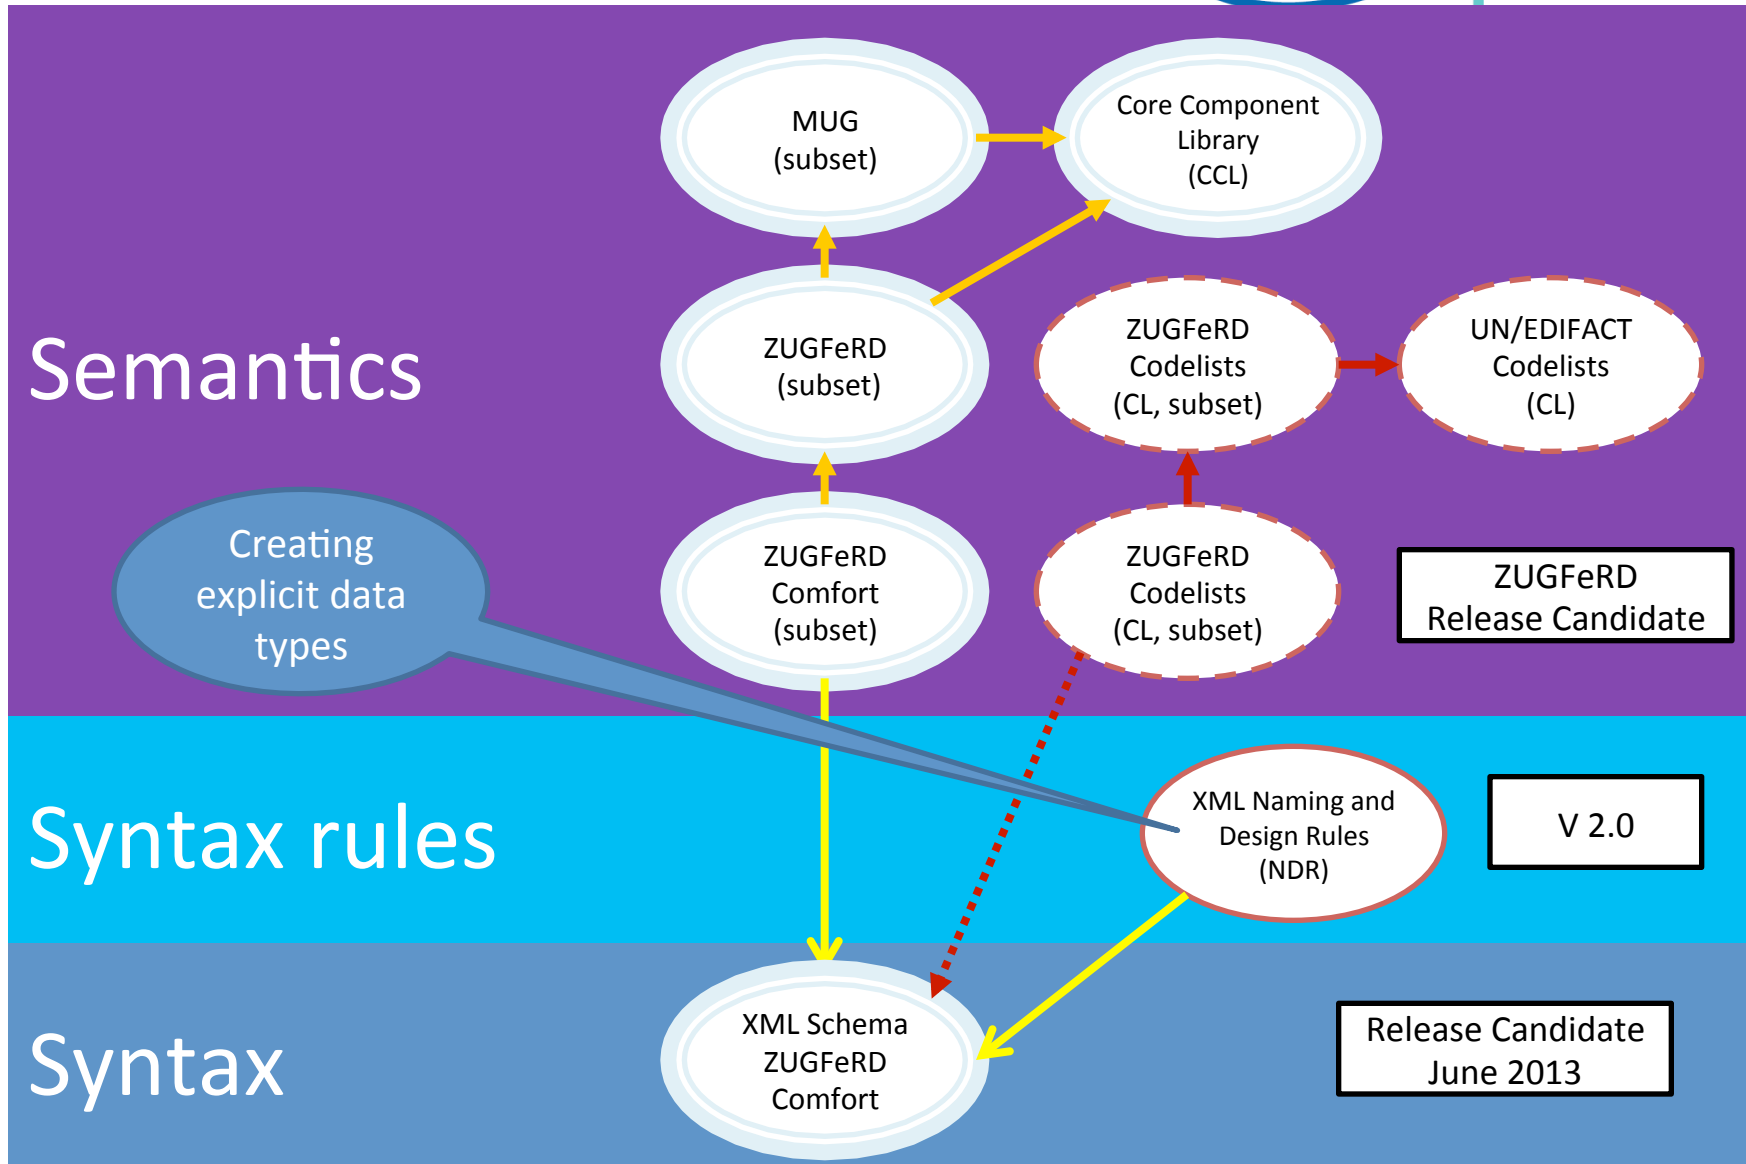 MUG
(subset)
Core Component
Library
(CCL)
Semantics
ZUGFeRD
(subset)
ZUGFeRD
Codelists
(CL, subset)
UN/EDIFACT
Codelists
(CL)
Creating
explicit data
types
ZUGFeRD
Comfort
(subset)
ZUGFeRD
Codelists
(CL, subset)
ZUGFeRD
Release Candidate
Syntax rules
XML Naming and
Design Rules
(NDR)
V 2.0
Syntax
XML Schema
ZUGFeRD
Comfort
Release Candidate
June 2013